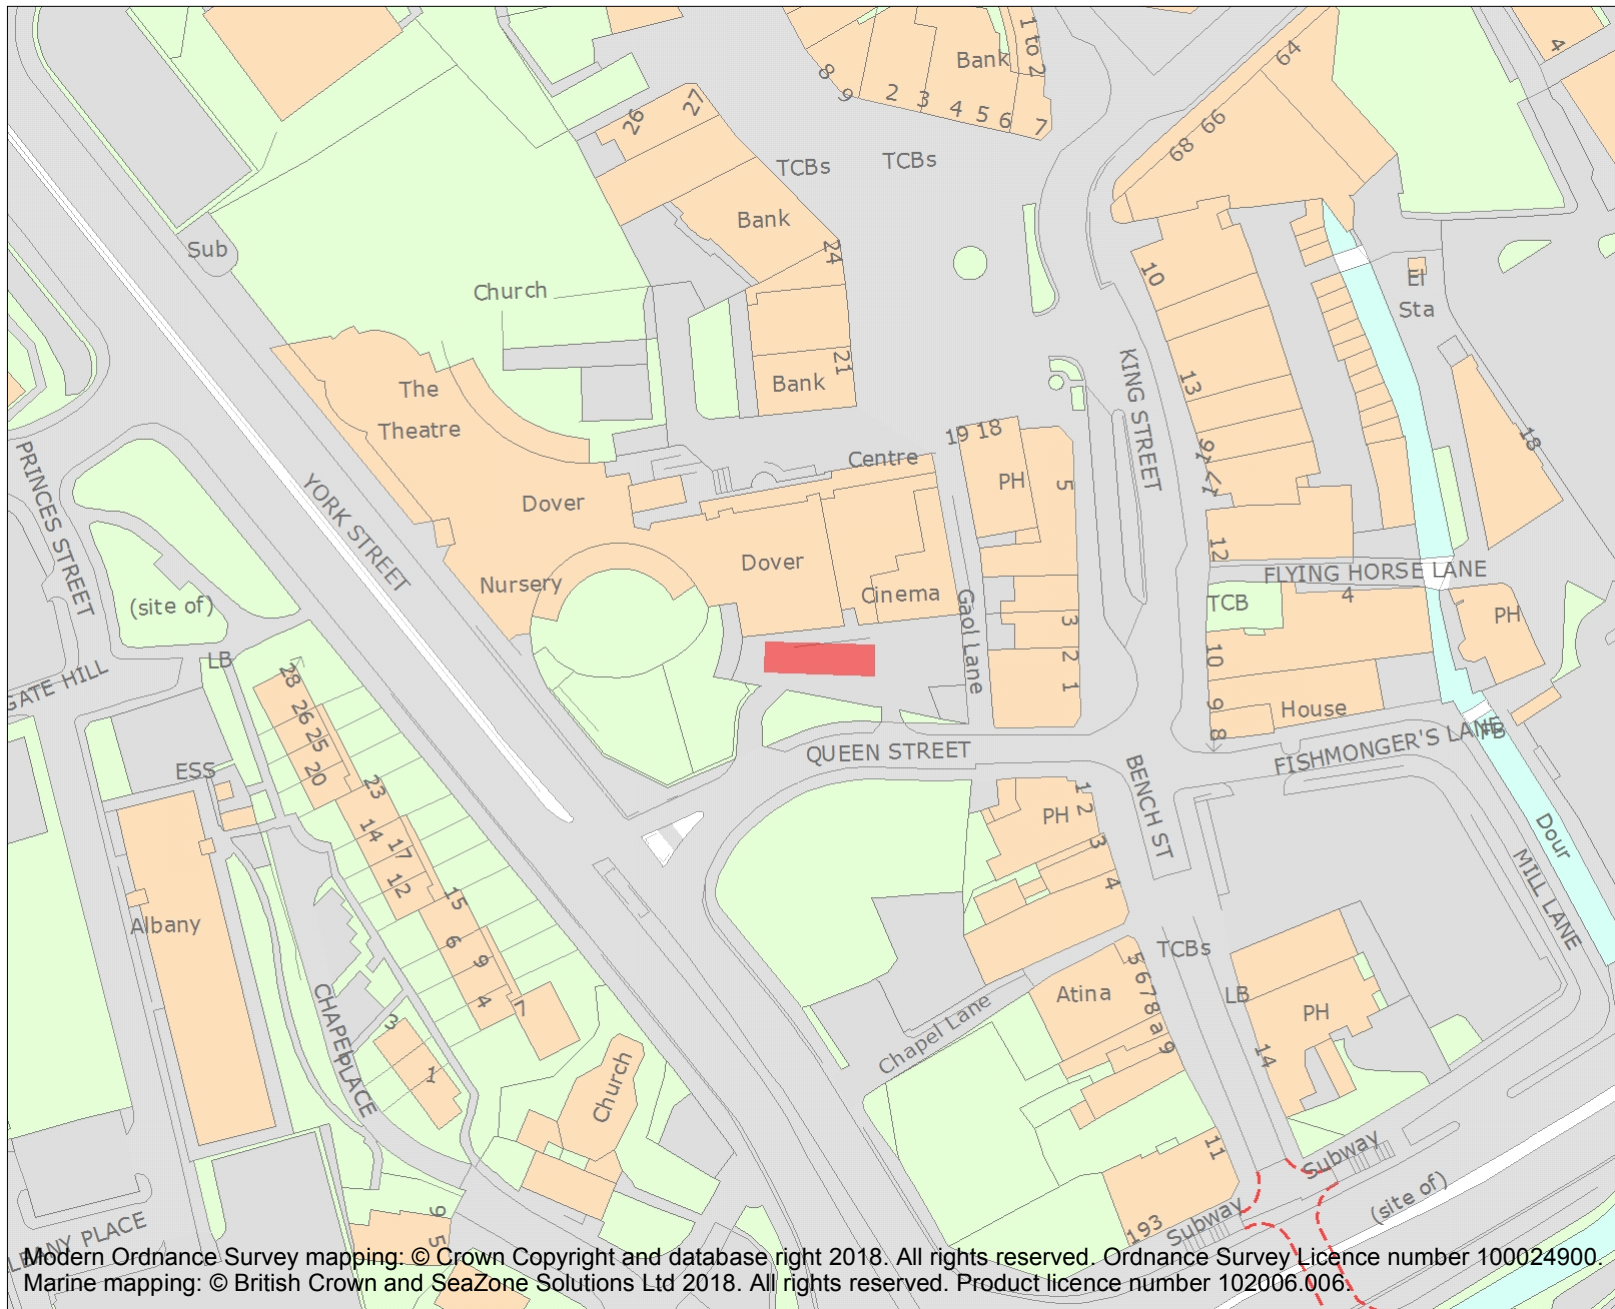 1 to 2
Bank
8
9
2
3
4
5
6
7
64
66
68
4
26
27
TCBs
TCBs
Bank
24
Sub
Church
10
El
Sta
21
Bank
KING STREET
13
The
Theatre
19 18
Centre
PH
5
18
PRINCES STREET
YORK STREET
Dover
12
Dover
Nursery
Cinema
FLYING HORSE LANE
(site of)
TCB
4
PH
Gaol Lane
3
2
1
10
LB
GATE HILL
28
26
25
20
9
8
House
FISHMONGER'S LANE
FB
QUEEN STREET
ESS
23
14
17
12
BENCH ST
PH
1
2
3
4
Dour
MILL LANE
Albany
15
6
9
4
7
TCBs
5
6
7
8
a
9
Atina
LB
PH
14
CHAPEL PLACE
3
1
Chapel Lane
Church
11
Subway
(site of)
193
Subway
9
5
LBANY PLACE
Modern Ordnance Survey mapping: © Crown Copyright and database right 2018. All rights reserved. Ordnance Survey Licence number 100024900.
Marine mapping: © British Crown and SeaZone Solutions Ltd 2018. All rights reserved. Product licence number 102006.006.